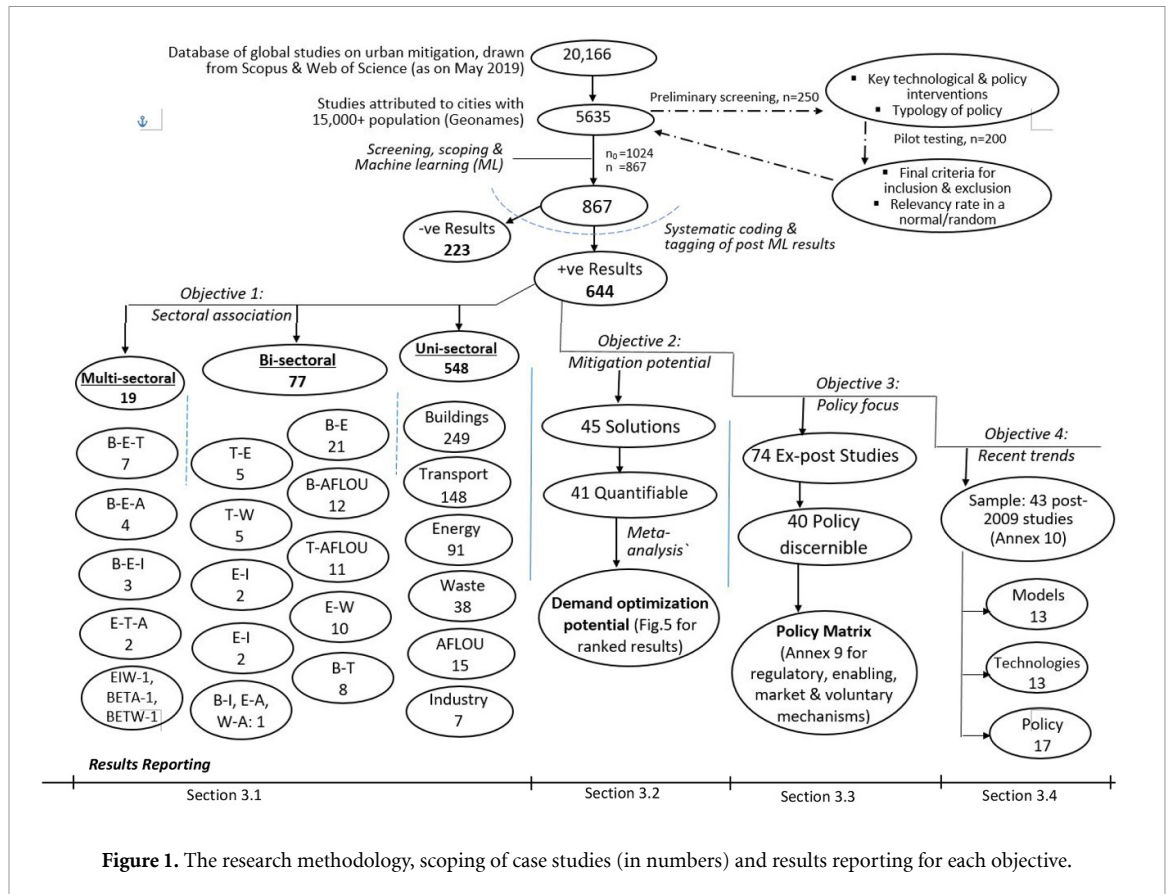 Database of global studies on urban mitigation, drawn
from Scopus & Web of Science (as on May 2019)
20,166
Studies attributed to cities with
15,000+ population (Geonames)
5635
Preliminary screening, n=250
▪ Key technological & policy
interventions
▪ Typology of policy
Pilot testing, n=200
▪ Final criteria for
inclusion & exclusion
▪ Relevancy rate in a
normal/random
Screening, scoping &
Machine learning (ML)
n₀ =1024
n =867
867
-ve Results
223
Systematic coding &
tagging of post ML results
+ve Results
644
Objective 1:
Sectoral association
Multi-sectoral
19
B-E-T
7
B-E-A
4
B-E-I
3
E-T-A
2
EIW-1,
BETA-1,
BETW-1
Bi-sectoral
77
T-E
5
T-W
5
E-I
2
E-I
2
B-I, E-A,
W-A: 1
B-E
21
B-AFLOU
12
T-AFLOU
11
E-W
10
B-T
8
Uni-sectoral
548
Buildings
249
Transport
148
Energy
91
Waste
38
AFLOU
15
Industry
7
Objective 2:
Mitigation potential
45 Solutions
41 Quantifiable
Meta-
analysis`
Demand optimization
potential (Fig.5 for
ranked results)
Objective 3:
Policy focus
74 Ex-post Studies
40 Policy
discernible
Policy Matrix
(Annex 9 for
regulatory, enabling,
market & voluntary
mechanisms)
Objective 4:
Recent trends
Sample: 43 post-
2009 studies
(Annex 10)
Models
13
Technologies
13
Policy
17
Results Reporting
Section 3.1
Section 3.2
Section 3.3
Section 3.4
Figure 1. The research methodology, scoping of case studies (in numbers) and results reporting for each objective.